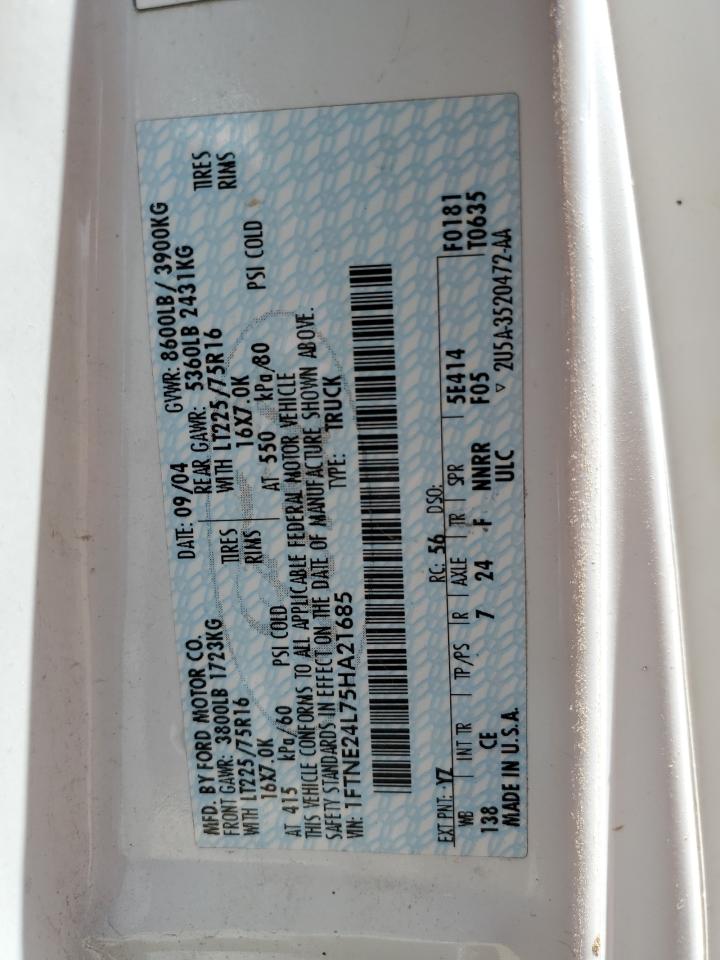 MFD. BY FORD MOTOR CO.
DATE: 09/04 GVWR: 8600LB / 3900KG
FRONT GAWR: 3800LB 1723KG REAR GAWR: 5360LB 2431KG
WITH LT225/75R16 TIRES WITH LT225/75R16 TIRES
16X7.0K RIMS 16X7.0K RIMS
AT 415 kPa/60 PSI COLD AT 550 kPa/80 PSI COLD
THIS VEHICLE CONFORMS TO ALL APPLICABLE FEDERAL MOTOR VEHICLE
SAFETY STANDARDS IN EFFECT ON THE DATE OF MANUFACTURE SHOWN ABOVE.
VIN: 1FTNE24L75HA21685 TYPE: TRUCK
EXT PNT: YZ RC: 56 DSO: F0181
WB INT TR TP/PS R AXLE TR SPR 5E414 T0635
138 CE 7 24 F NNRR F05
MADE IN U.S.A. ULC ▽ 2U5A-3520472-AA